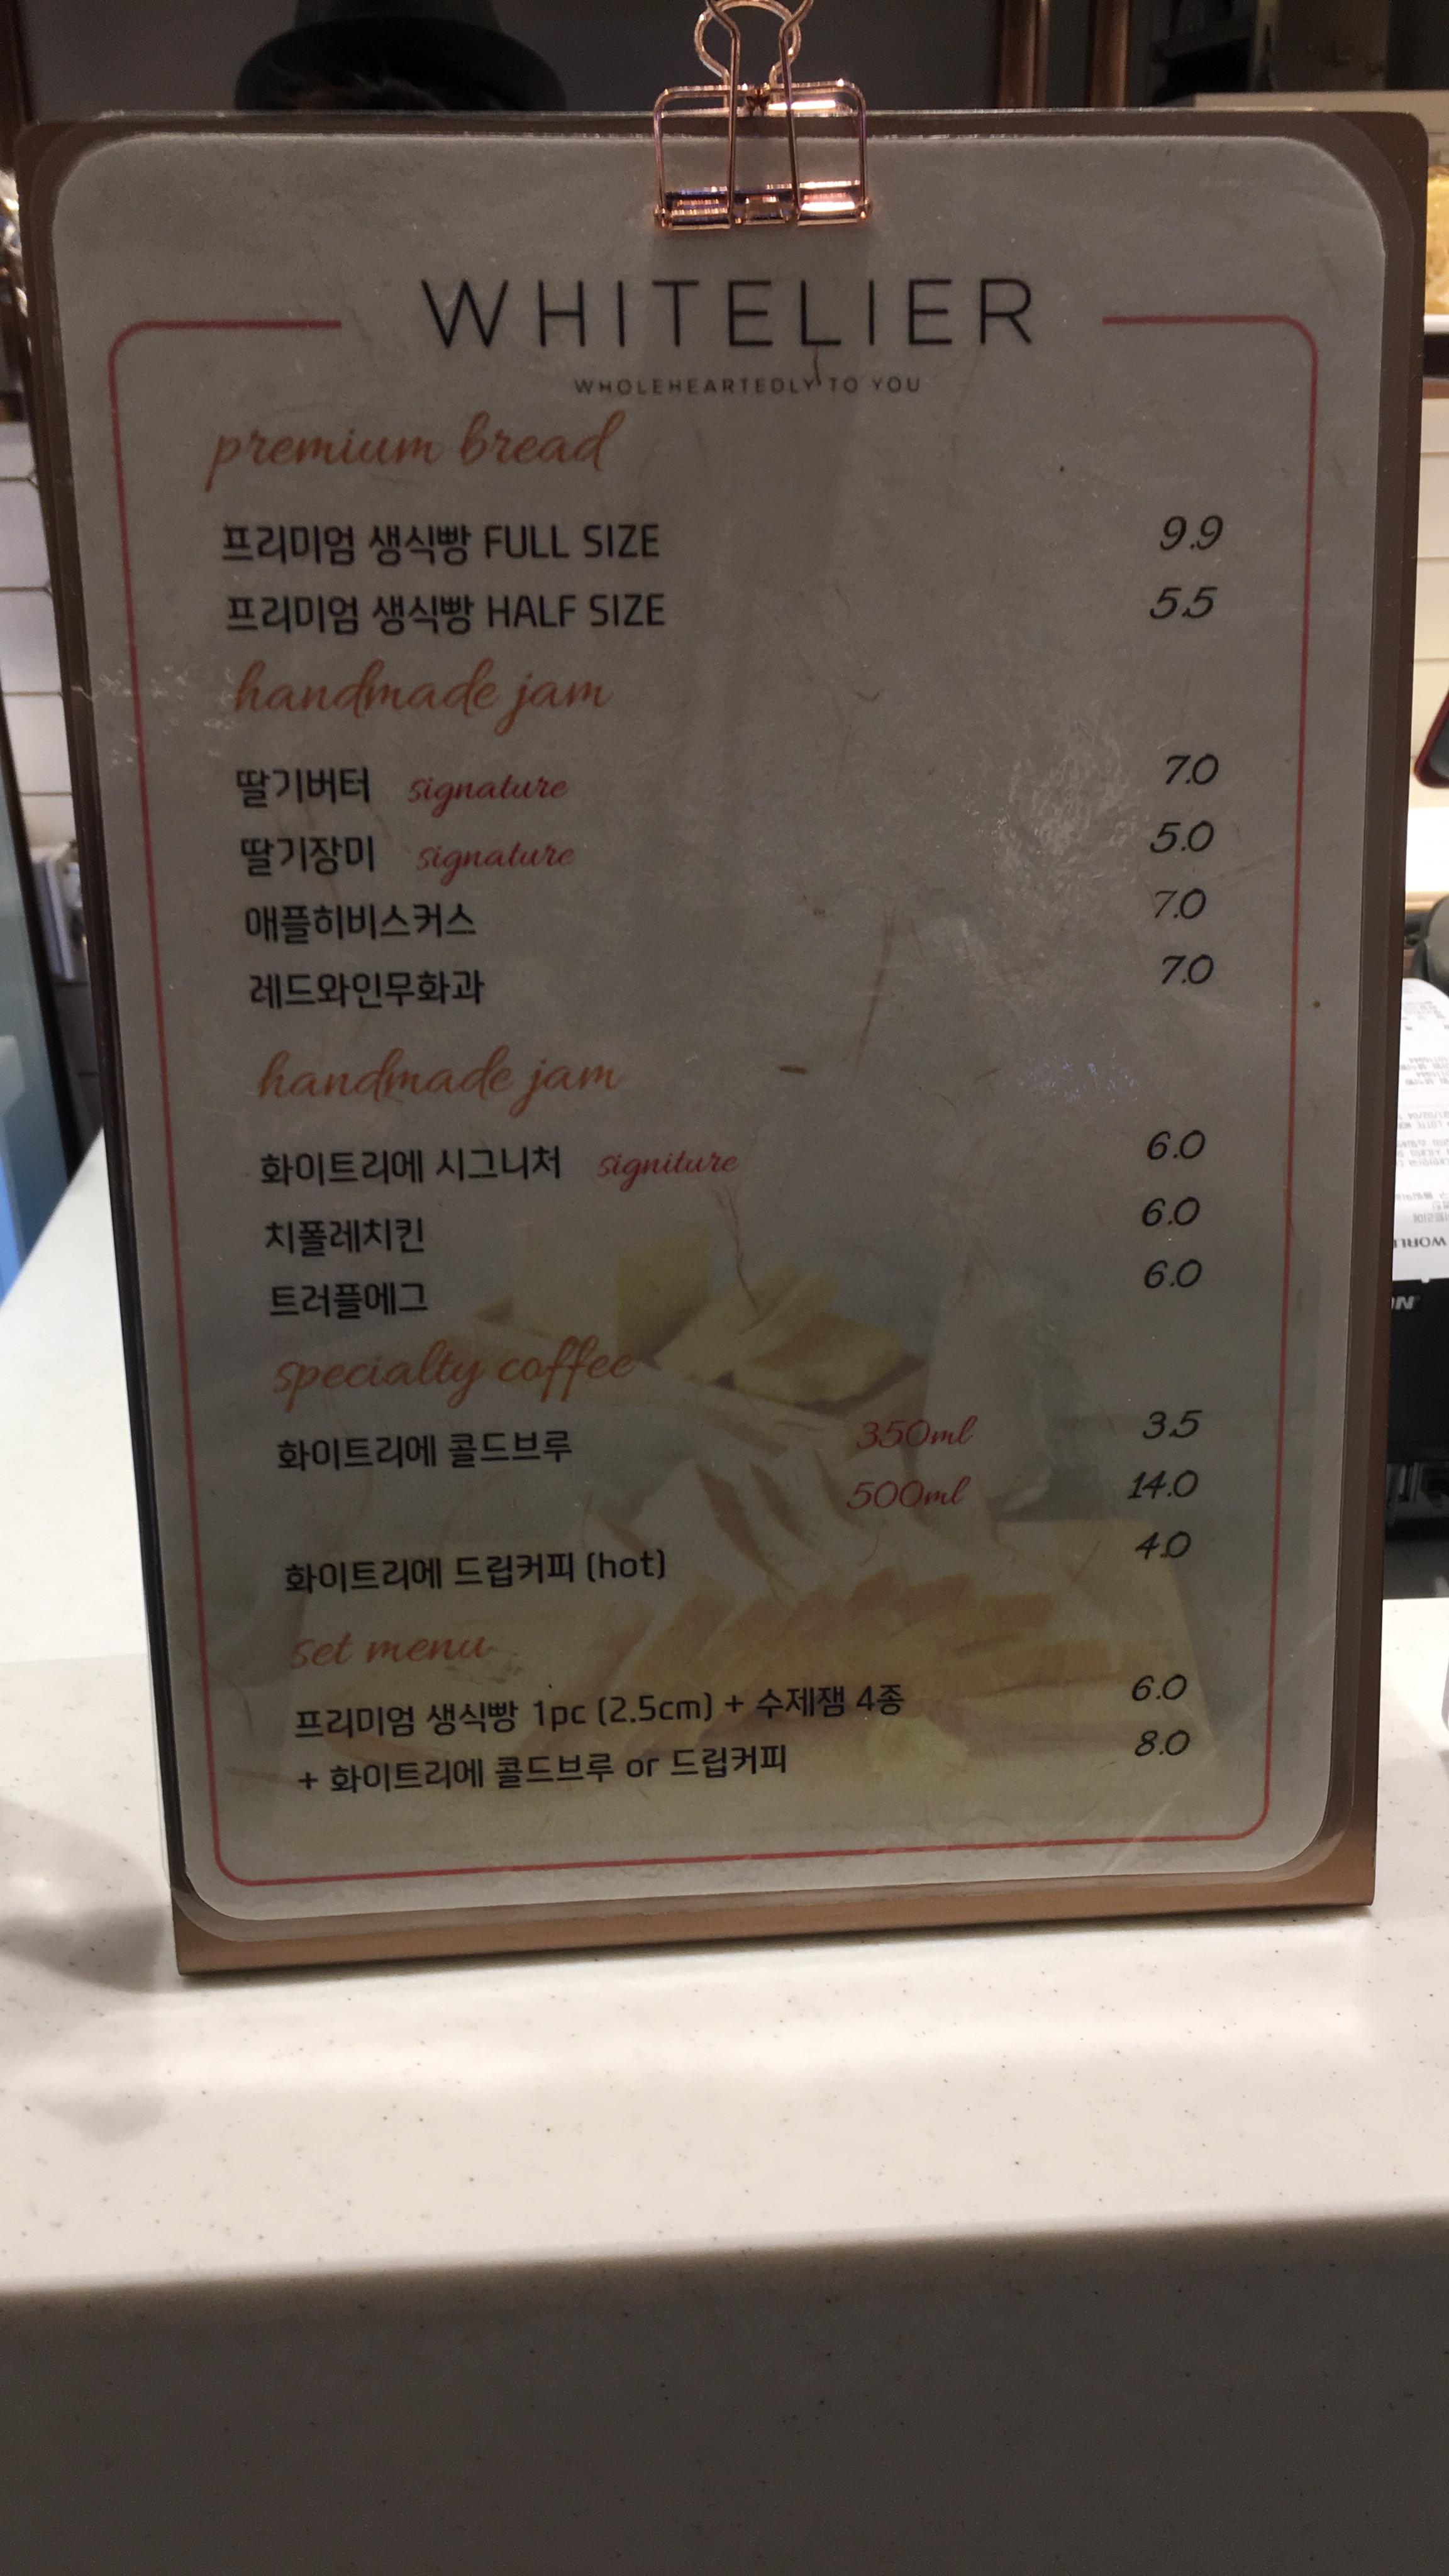 WHITELIER
WHOLEHEARTEDLY TO YOU
premium bread
프리미엄 생식빵 FULL SIZE 9.9
프리미엄 생식빵 HALF SIZE 5.5
handmade jam
딸기버터 signature 7.0
딸기장미 signature 5.0
애플히비스커스 7.0
레드와인무화과 7.0
handmade jam
화이트리에 시그니처 signiture 6.0
치폴레치킨 6.0
트러플에그 6.0
specialty coffee
화이트리에 콜드브루 350ml 3.5
500ml 14.0
화이트리에 드립커피 (hot) 4.0
set menu
프리미엄 생식빵 1pc (2.5cm) + 수제잼 4종 6.0
+ 화이트리에 콜드브루 or 드립커피 8.0